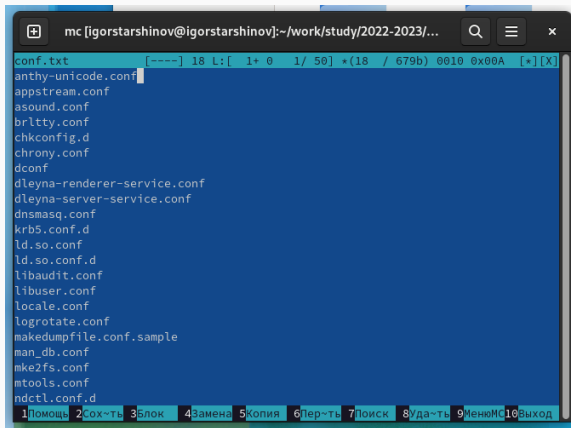 mc [igorstarshinov@igorstarshinov]:~/work/study/2022-2023/...
conf.txt [----] 18 L:[ 1+ 0 1/ 50] *(18 / 679b) 0010 0x00A [*][X]
anthy-unicode.conf
appstream.conf
asound.conf
brltty.conf
chkconfig.d
chrony.conf
dconf
dleyna-renderer-service.conf
dleyna-server-service.conf
dnsmasq.conf
krb5.conf.d
ld.so.conf
ld.so.conf.d
libaudit.conf
libuser.conf
locale.conf
logrotate.conf
makedumpfile.conf.sample
man_db.conf
mke2fs.conf
mtools.conf
ndctl.conf.d
1Помощь 2Сох~ть 3Блок 4Замена 5Копия 6Пер~ть 7Поиск 8Уда~ть 9МенюMC 10Выход